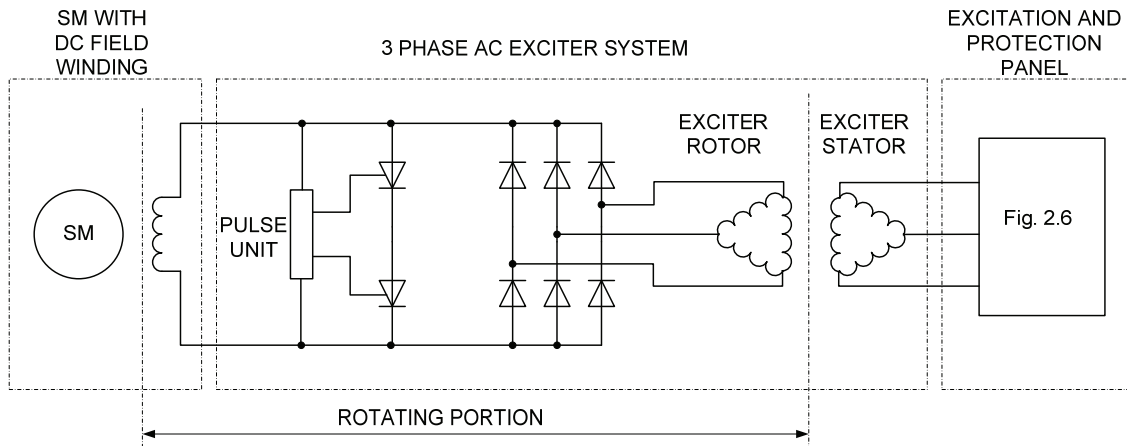 SM WITH
DC FIELD
WINDING
3 PHASE AC EXCITER SYSTEM
EXCITATION AND
PROTECTION
PANEL
EXCITER
ROTOR
EXCITER
STATOR
SM
PULSE
UNIT
Fig. 2.6
ROTATING PORTION